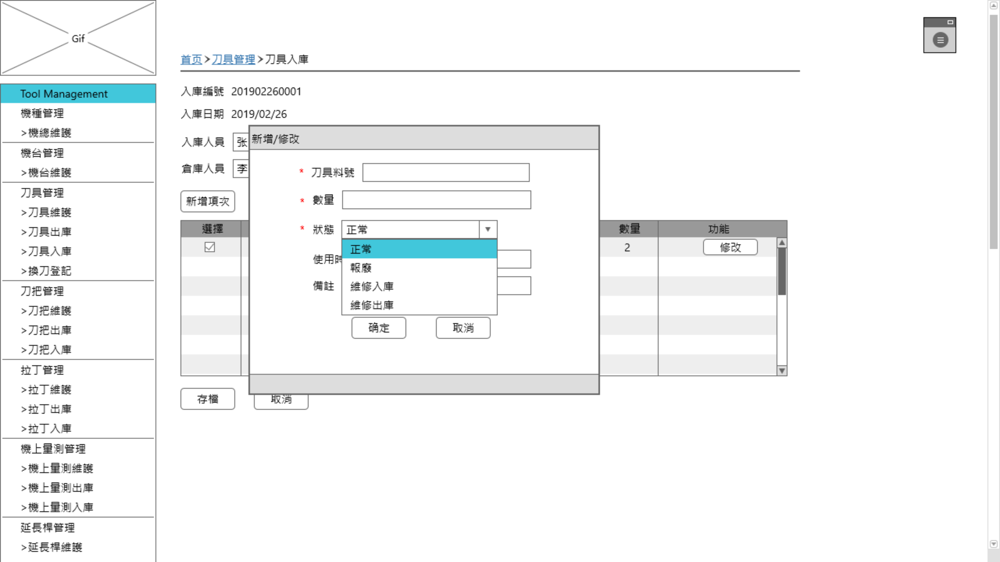 Gif
Tool Management
機種管理
>機總維護
機台管理
>機台維護
刀具管理
>刀具維護
>刀具出庫
>刀具入庫
>換刀登記
刀把管理
>刀把維護
>刀把出庫
>刀把入庫
拉丁管理
>拉丁維護
>拉丁出庫
>拉丁入庫
機上量測管理
>機上量測維護
>機上量測出庫
>機上量測入庫
延長桿管理
>延長桿維護
首页>刀具管理>刀具入庫
入庫編號 201902260001
入庫日期 2019/02/26
入庫人員 张
倉庫人員 李
新增項次
選擇 數量 功能
2 修改
存檔 取消
新增/修改
* 刀具料號
* 數量
* 狀態 正常
正常
報廢
維修入庫
維修出庫
使用時
備註
确定 取消